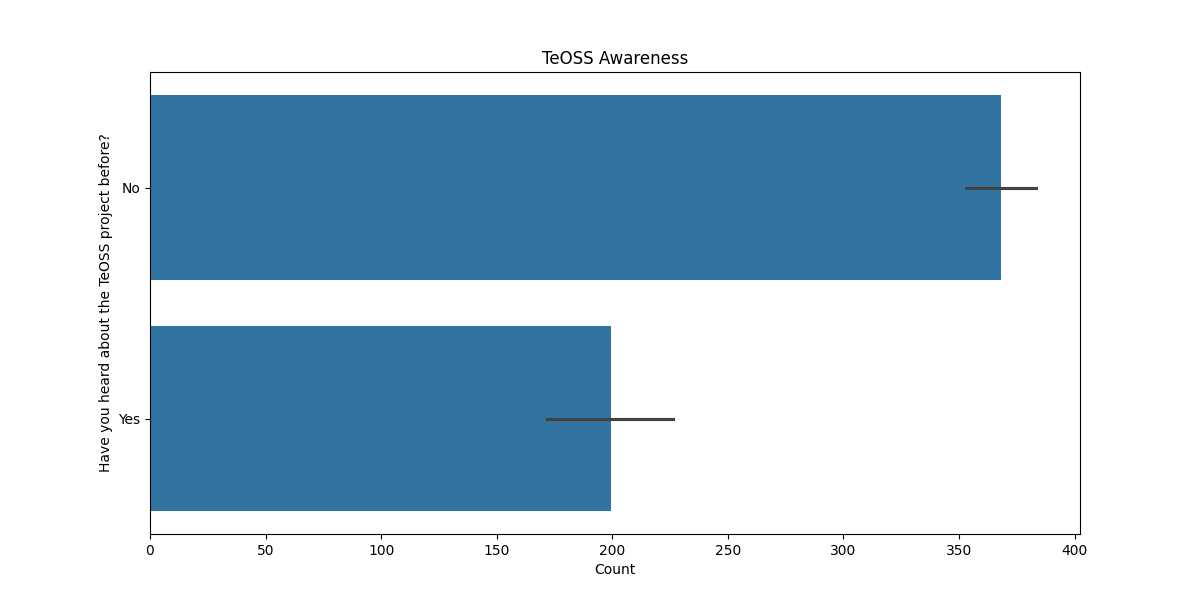 TeOSS Awareness
Have you heard about the TeOSS project before?
No
Yes
0 50 100 150 200 250 300 350 400
Count